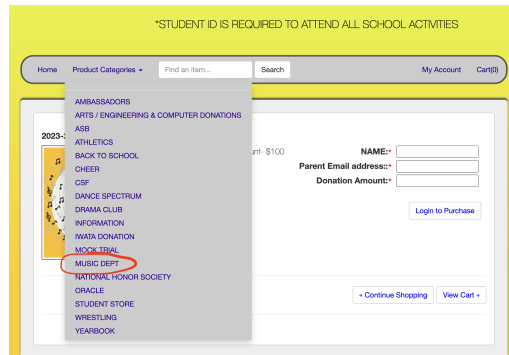 *STUDENT ID IS REQUIRED TO ATTEND ALL SCHOOL ACTIVITIES
Home Product Categories Find an item... Search My Account Cart(0)
AMBASSADORS
ARTS / ENGINEERING & COMPUTER DONATIONS
ASB
ATHLETICS
BACK TO SCHOOL
CHEER
CSF
DANCE SPECTRUM
DRAMA CLUB
INFORMATION
IWATA DONATION
MOCK TRIAL
MUSIC DEPT
NATIONAL HONOR SOCIETY
ORACLE
STUDENT STORE
WRESTLING
YEARBOOK
2023-
unt- $100
NAME:*
Parent Email address::*
Donation Amount:*
Login to Purchase
« Continue Shopping View Cart »